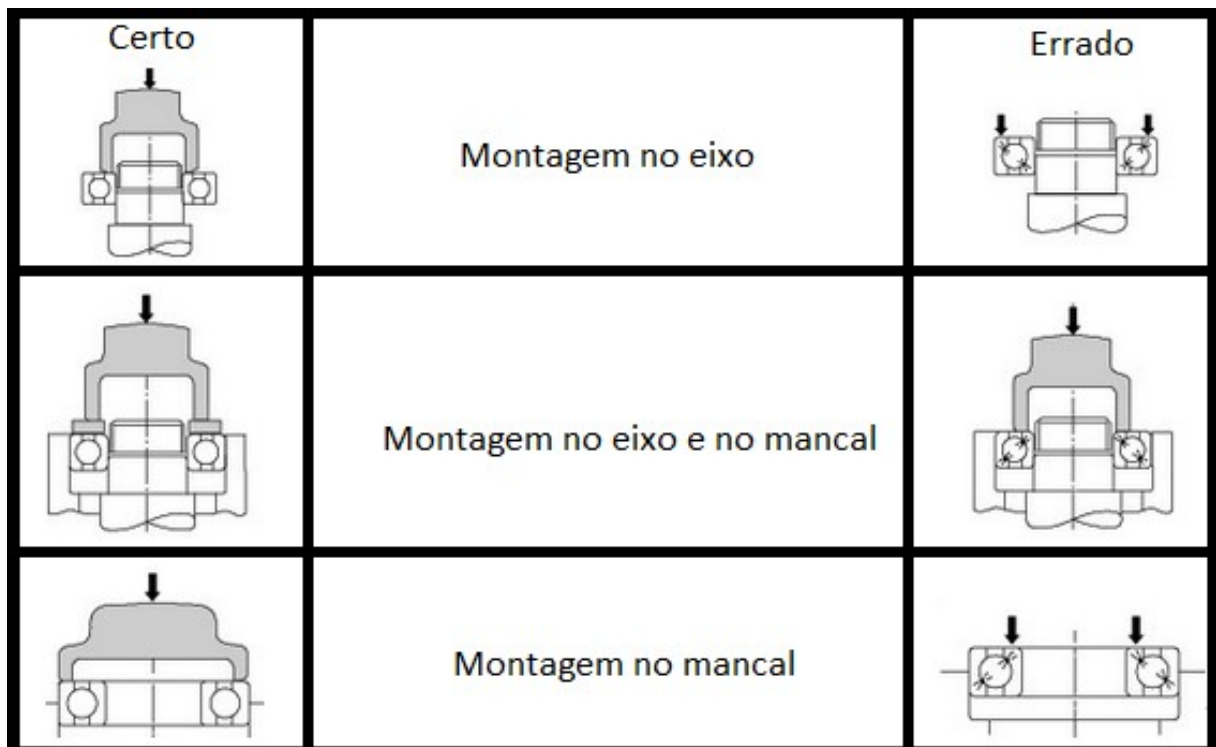 Certo
Errado
Montagem no eixo
Montagem no eixo e no mancal
Montagem no mancal